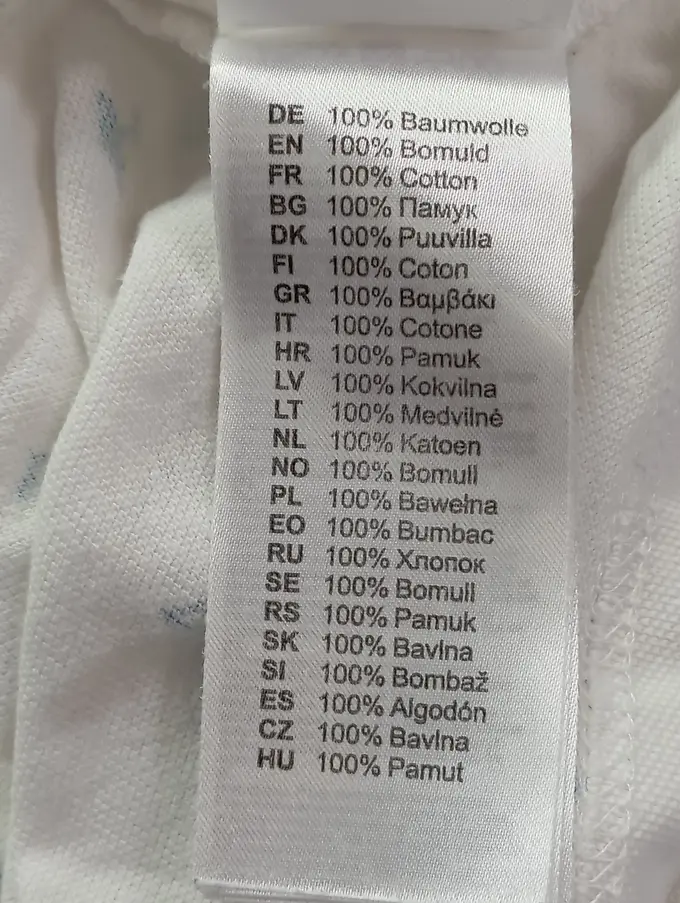 DE 100% Baumwolle
EN 100% Bomuld
FR 100% Cotton
BG 100% Памук
DK 100% Puuvilla
FI 100% Coton
GR 100% Βαμβάκι
IT 100% Cotone
HR 100% Pamuk
LV 100% Kokvilna
LT 100% Medvilnė
NL 100% Katoen
NO 100% Bomull
PL 100% Bawełna
EO 100% Bumbac
RU 100% Хлопок
SE 100% Bomull
RS 100% Pamuk
SK 100% Bavlna
SI 100% Bombaž
ES 100% Algodón
CZ 100% Bavlna
HU 100% Pamut